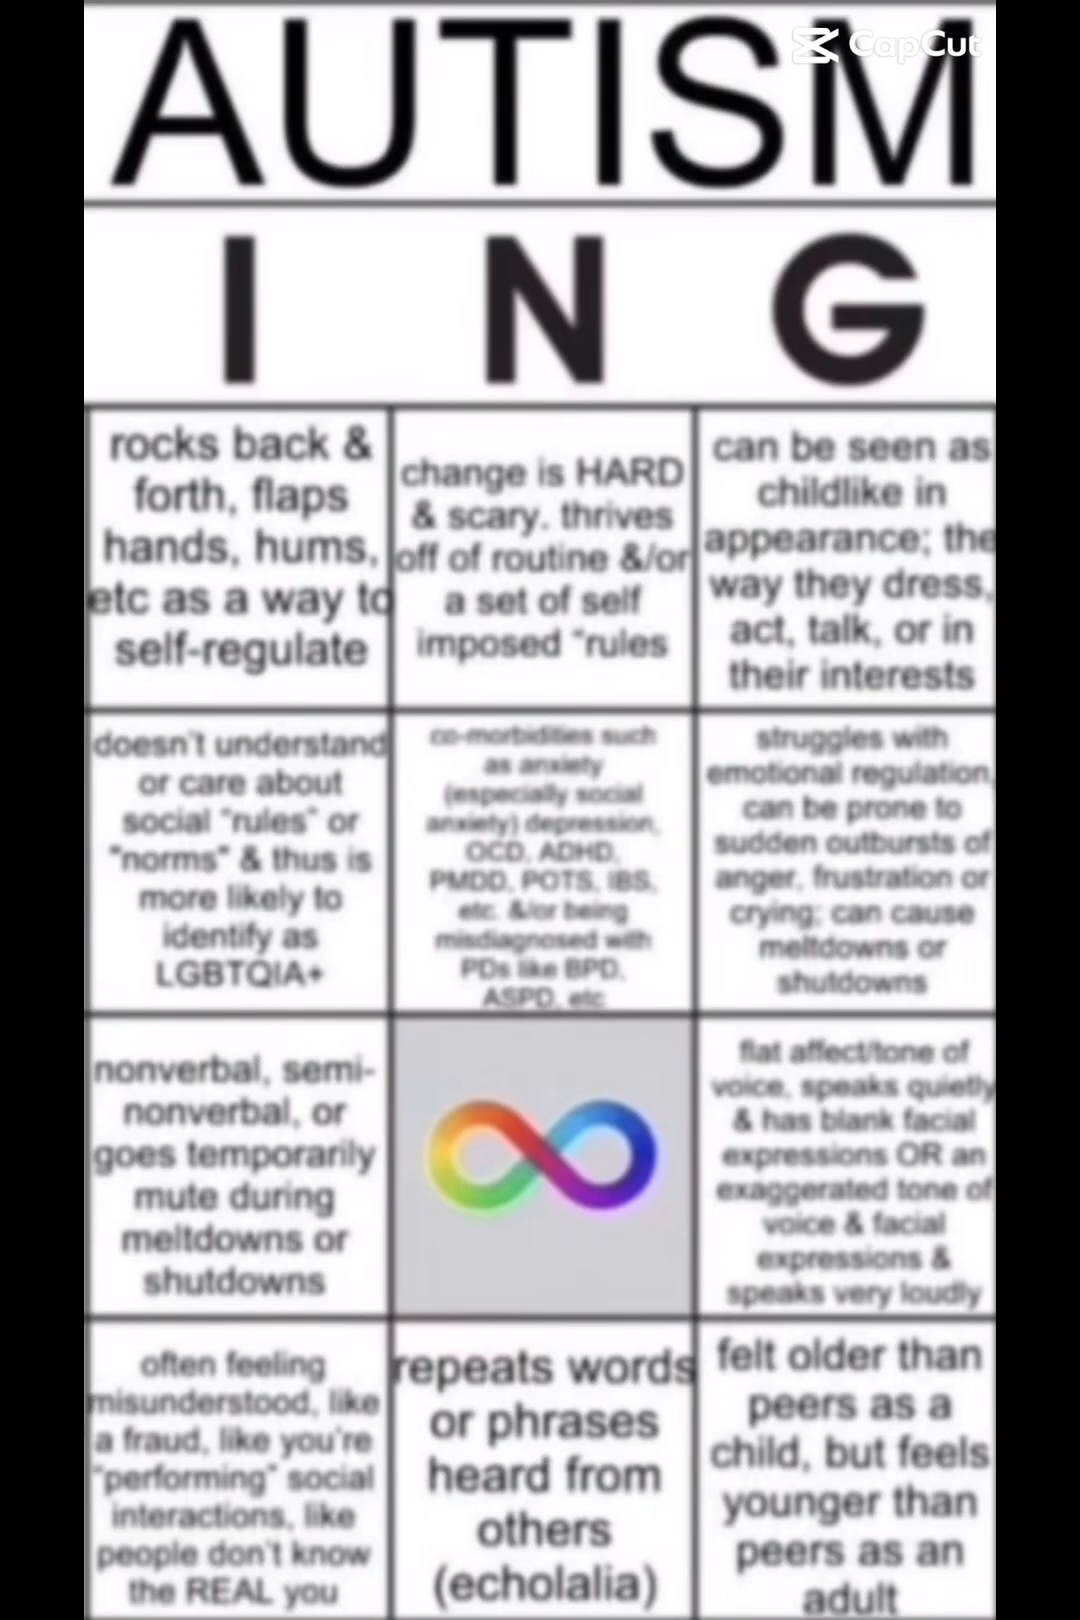 AUTISM
CapCut
I N G
rocks back &
forth, flaps
hands, hums,
etc as a way to
self-regulate
change is HARD
& scary. thrives
off of routine &/or
a set of self
imposed “rules
can be seen as
childlike in
appearance; the
way they dress,
act, talk, or in
their interests
doesn't understand
or care about
social "rules" or
"norms" & thus is
more likely to
identify as
LGBTQIA+
co-morbidities such
as anxiety
(especially social
anxiety) depression,
OCD, ADHD,
PMDD, POTS, IBS,
etc. &/or being
misdiagnosed with
PDs like BPD,
ASPD, etc
struggles with
emotional regulation,
can be prone to
sudden outbursts of
anger, frustration or
crying; can cause
meltdowns or
shutdowns
nonverbal, semi-
nonverbal, or
goes temporarily
mute during
meltdowns or
shutdowns
flat affect/tone of
voice, speaks quietly
& has blank facial
expressions OR an
exaggerated tone of
voice & facial
expressions &
speaks very loudly
often feeling
misunderstood, like
a fraud, like you're
"performing" social
interactions, like
people don't know
the REAL you
repeats words
or phrases
heard from
others
(echolalia)
felt older than
peers as a
child, but feels
younger than
peers as an
adult